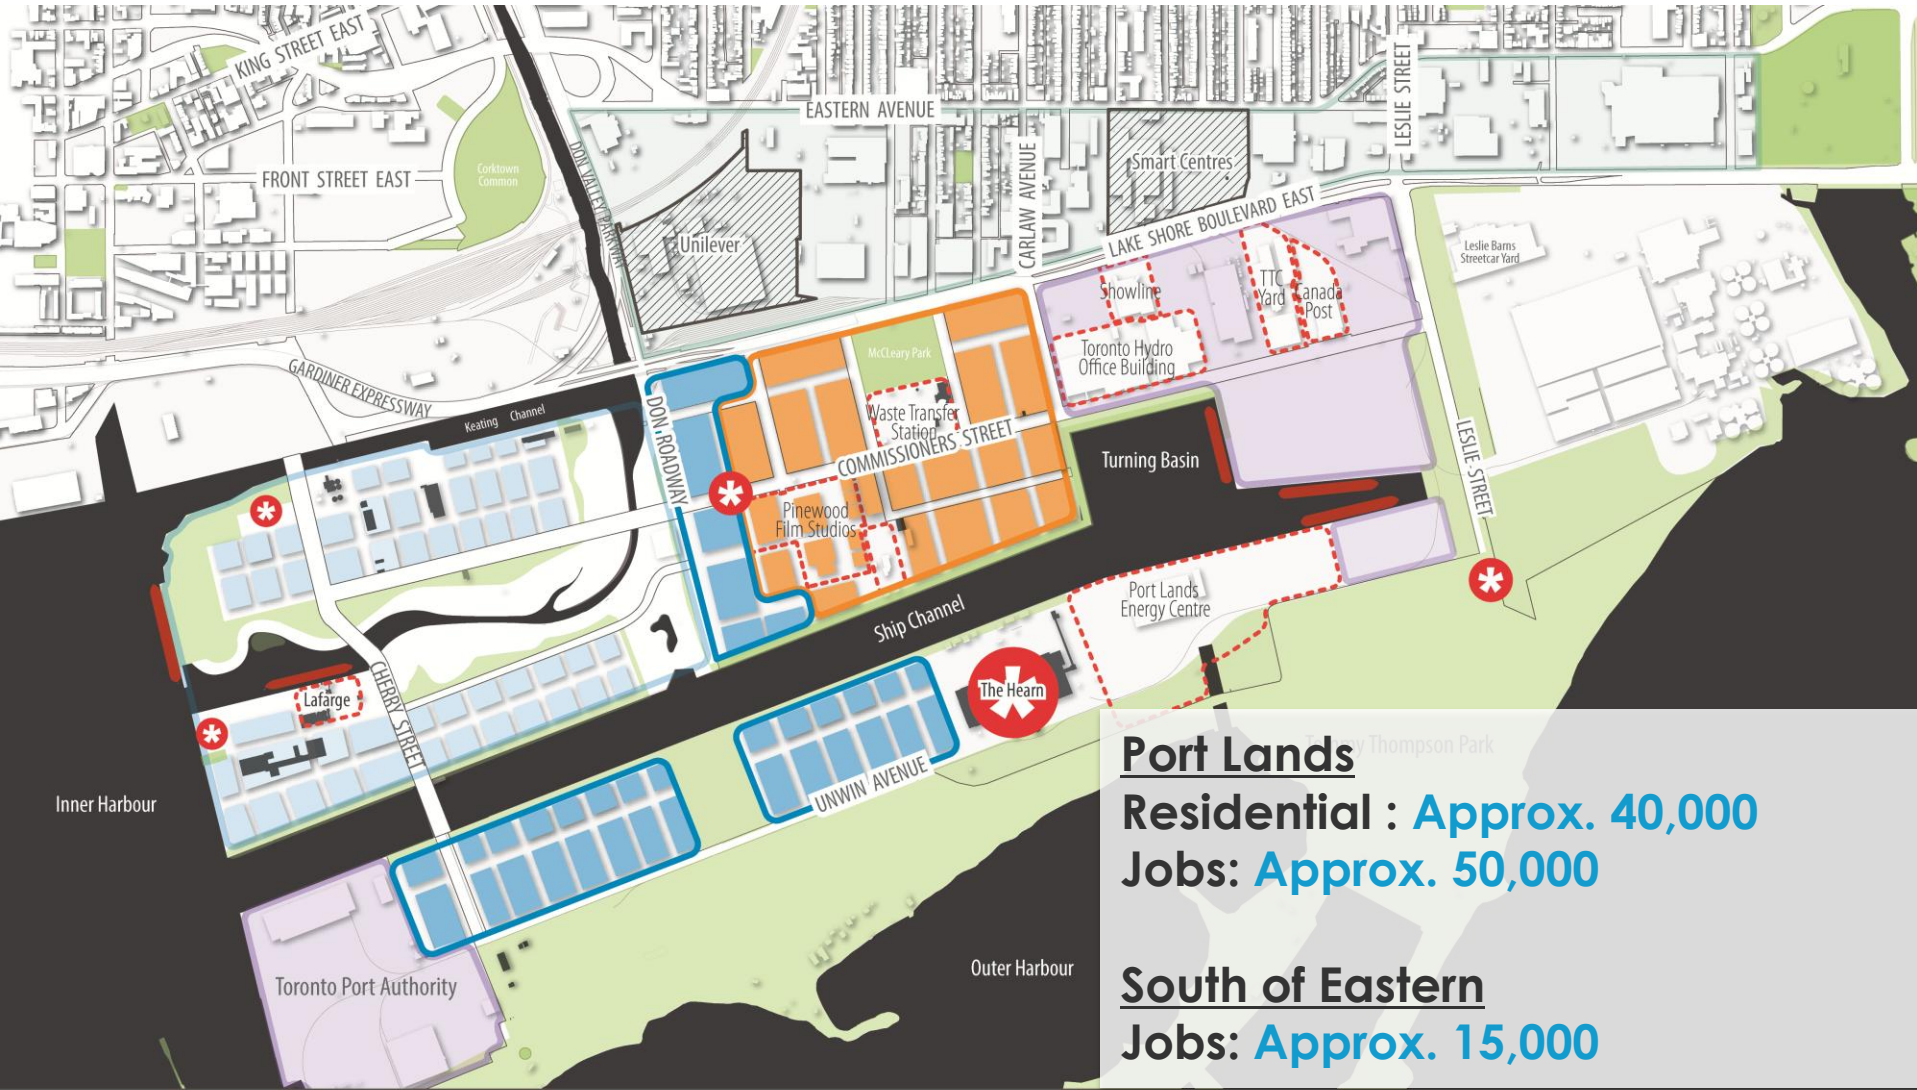 KING STREET EAST
EASTERN AVENUE
LESLIE STREET
FRONT STREET EAST
Corktown
Common
DON VALLEY PARKWAY
Unilever
CARLAW AVENUE
Smart Centres
LAKE SHORE BOULEVARD EAST
Leslie Barns
Streetcar Yard
Showline
TTC
Yard
Canada
Post
Toronto Hydro
Office Building
McCleary Park
GARDINER EXPRESSWAY
Keating Channel
DON ROADWAY
Waste Transfer
Station
COMMISSIONERS STREET
Turning Basin
LESLIE STREET
Pinewood
Film Studios
Port Lands
Energy Centre
Ship Channel
The Hearn
Lafarge
CHERRY STREET
UNWIN AVENUE
Inner Harbour
Tommy Thompson Park
Toronto Port Authority
Outer Harbour
Port Lands
Residential : Approx. 40,000
Jobs: Approx. 50,000
South of Eastern
Jobs: Approx. 15,000